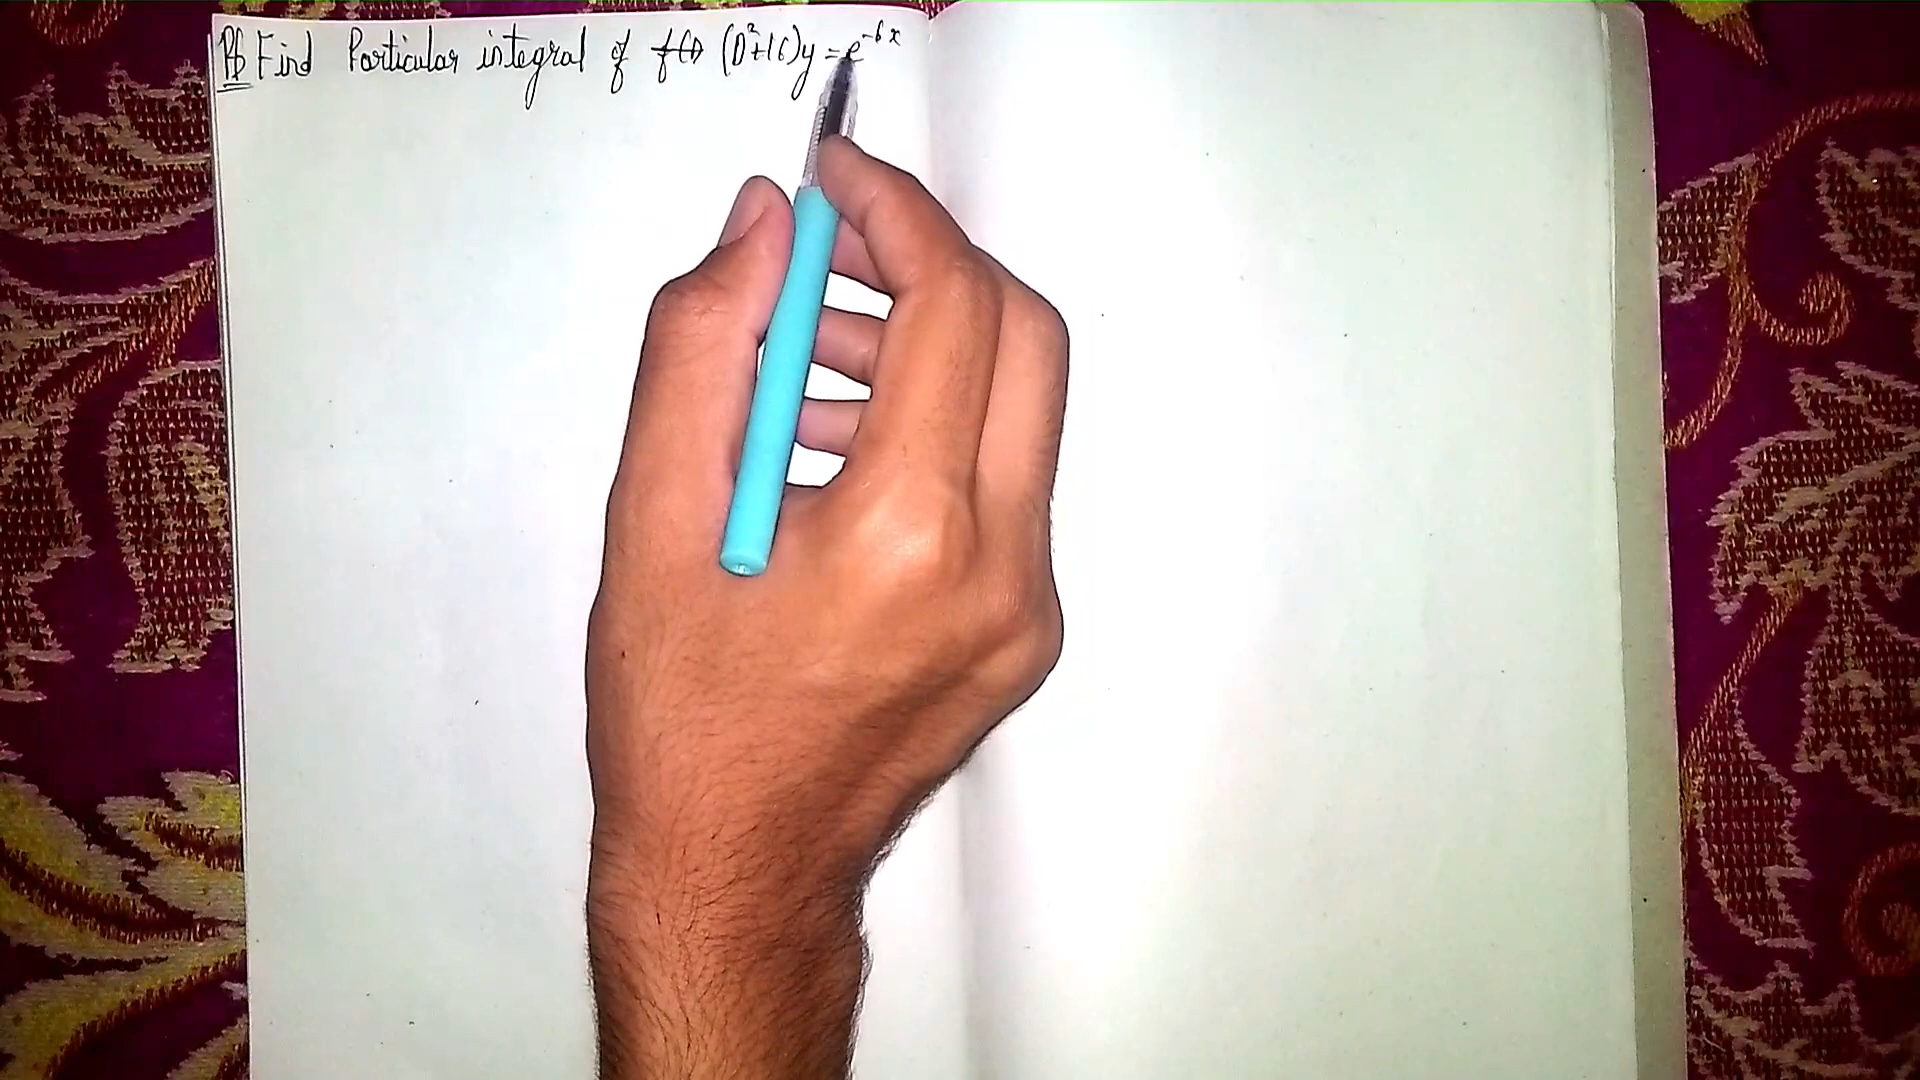 Pb Find Particular integral of f(D) (D²+16)y = e⁻⁶ˣ